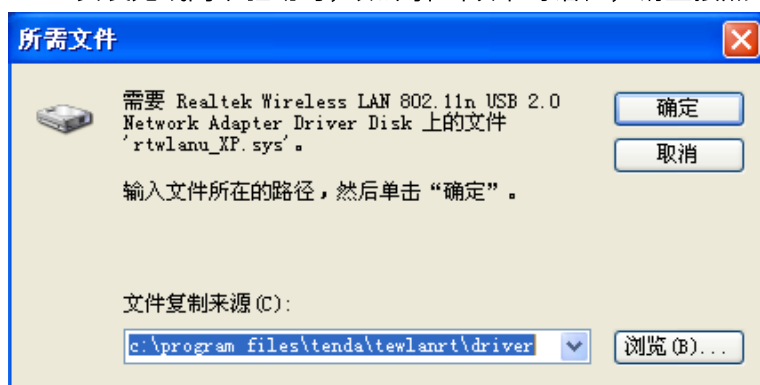 所需文件
需要 Realtek Wireless LAN 802.11n USB 2.0
Network Adapter Driver Disk 上的文件
'rtwlanu_XP.sys'。
确定
取消
输入文件所在的路径，然后单击“确定”。
文件复制来源(C):
c:\program files\tenda\tewlanrt\driver
浏览(B)...